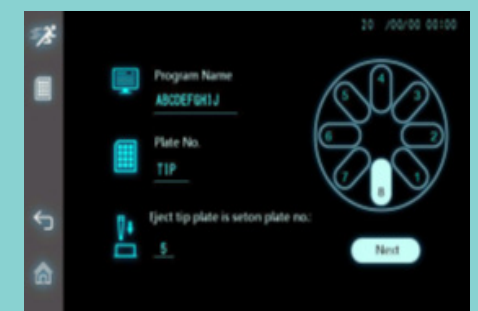 20 /00/00 00:00
Program Name
ABCDEFGHIJ
Plate No.
TIP
Eject tip plate is seton plate no.:
5
4
5
3
6
2
7
1
8
Next